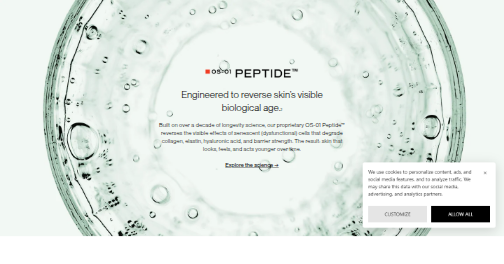 OS-01 PEPTIDE™
Engineered to reverse skin's visible
biological age.
Built on over a decade of longevity science, our proprietary OS-01 Peptide™
reverses the visible effects of senescent (dysfunctional) cells that degrade
collagen, elastin, hyaluronic acid, and barrier strength. The result: skin that
looks, feels, and acts younger over time.
Explore the science →
We use cookies to personalize content, ads, and
social media features, and to analyze traffic. We
may share this data with our social media,
advertising, and analytics partners.
×
CUSTOMIZE
ALLOW ALL